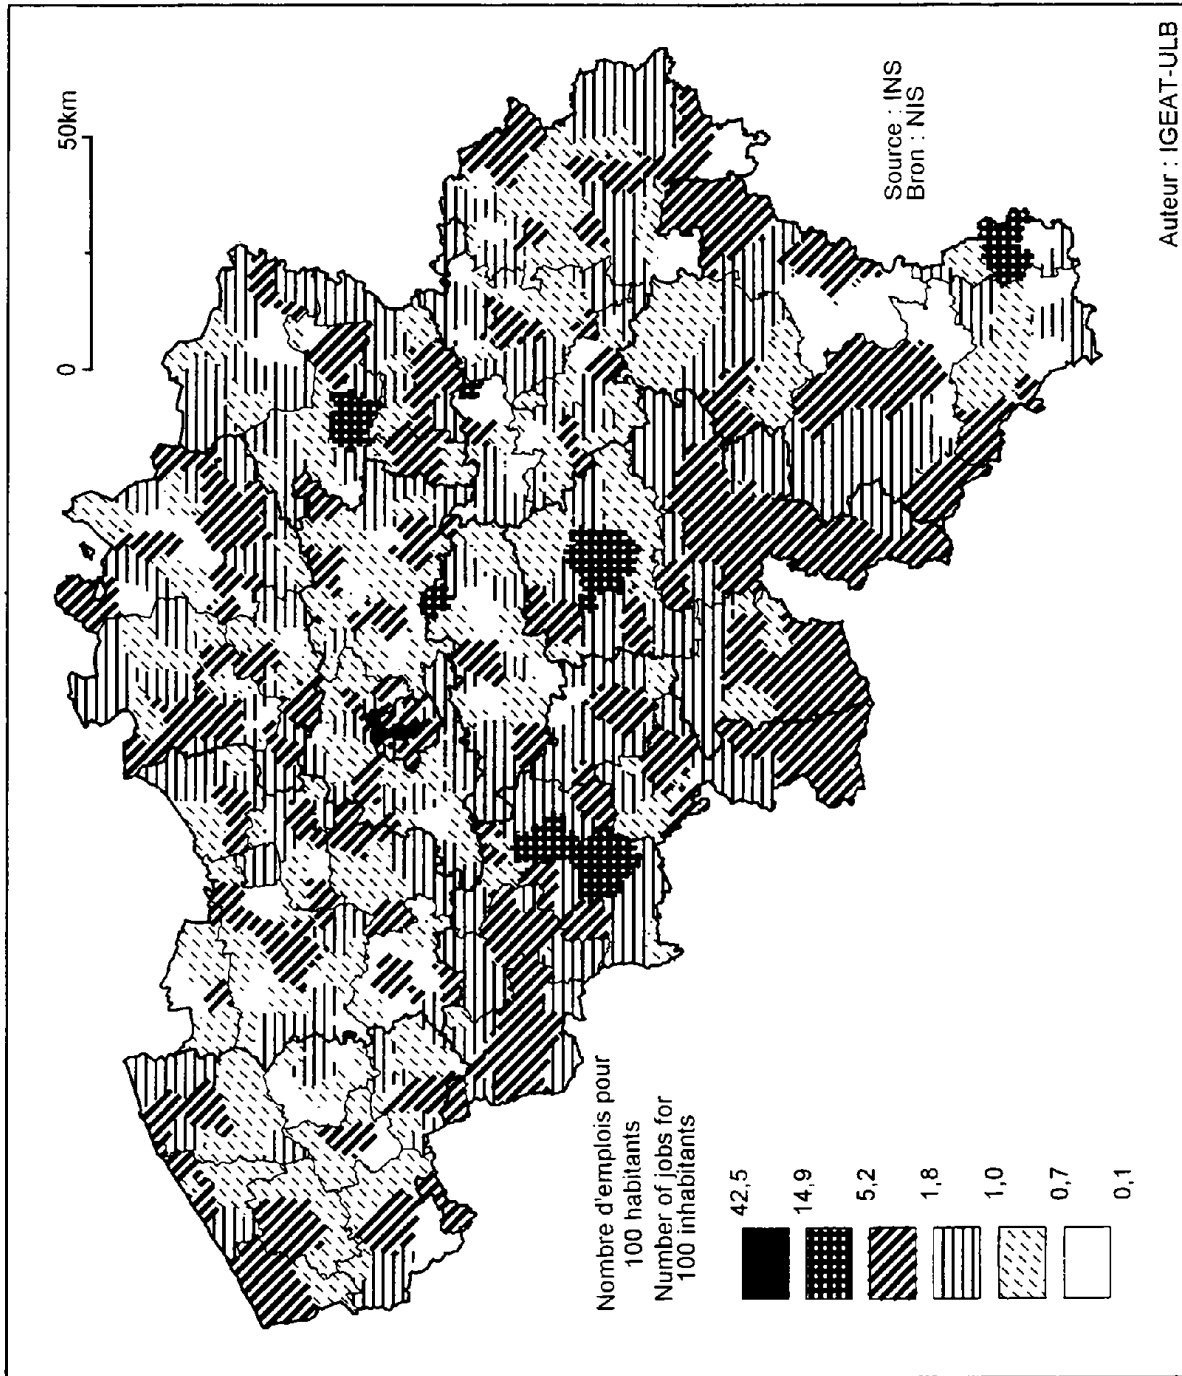 0
50km
Source : INS
Bron : NIS
Auteur : IGEAT-ULB
Nombre d'emplois pour
100 habitants
Number of jobs for
100 inhabitants
42,5
14,9
5,2
1,8
1,0
0,7
0,1